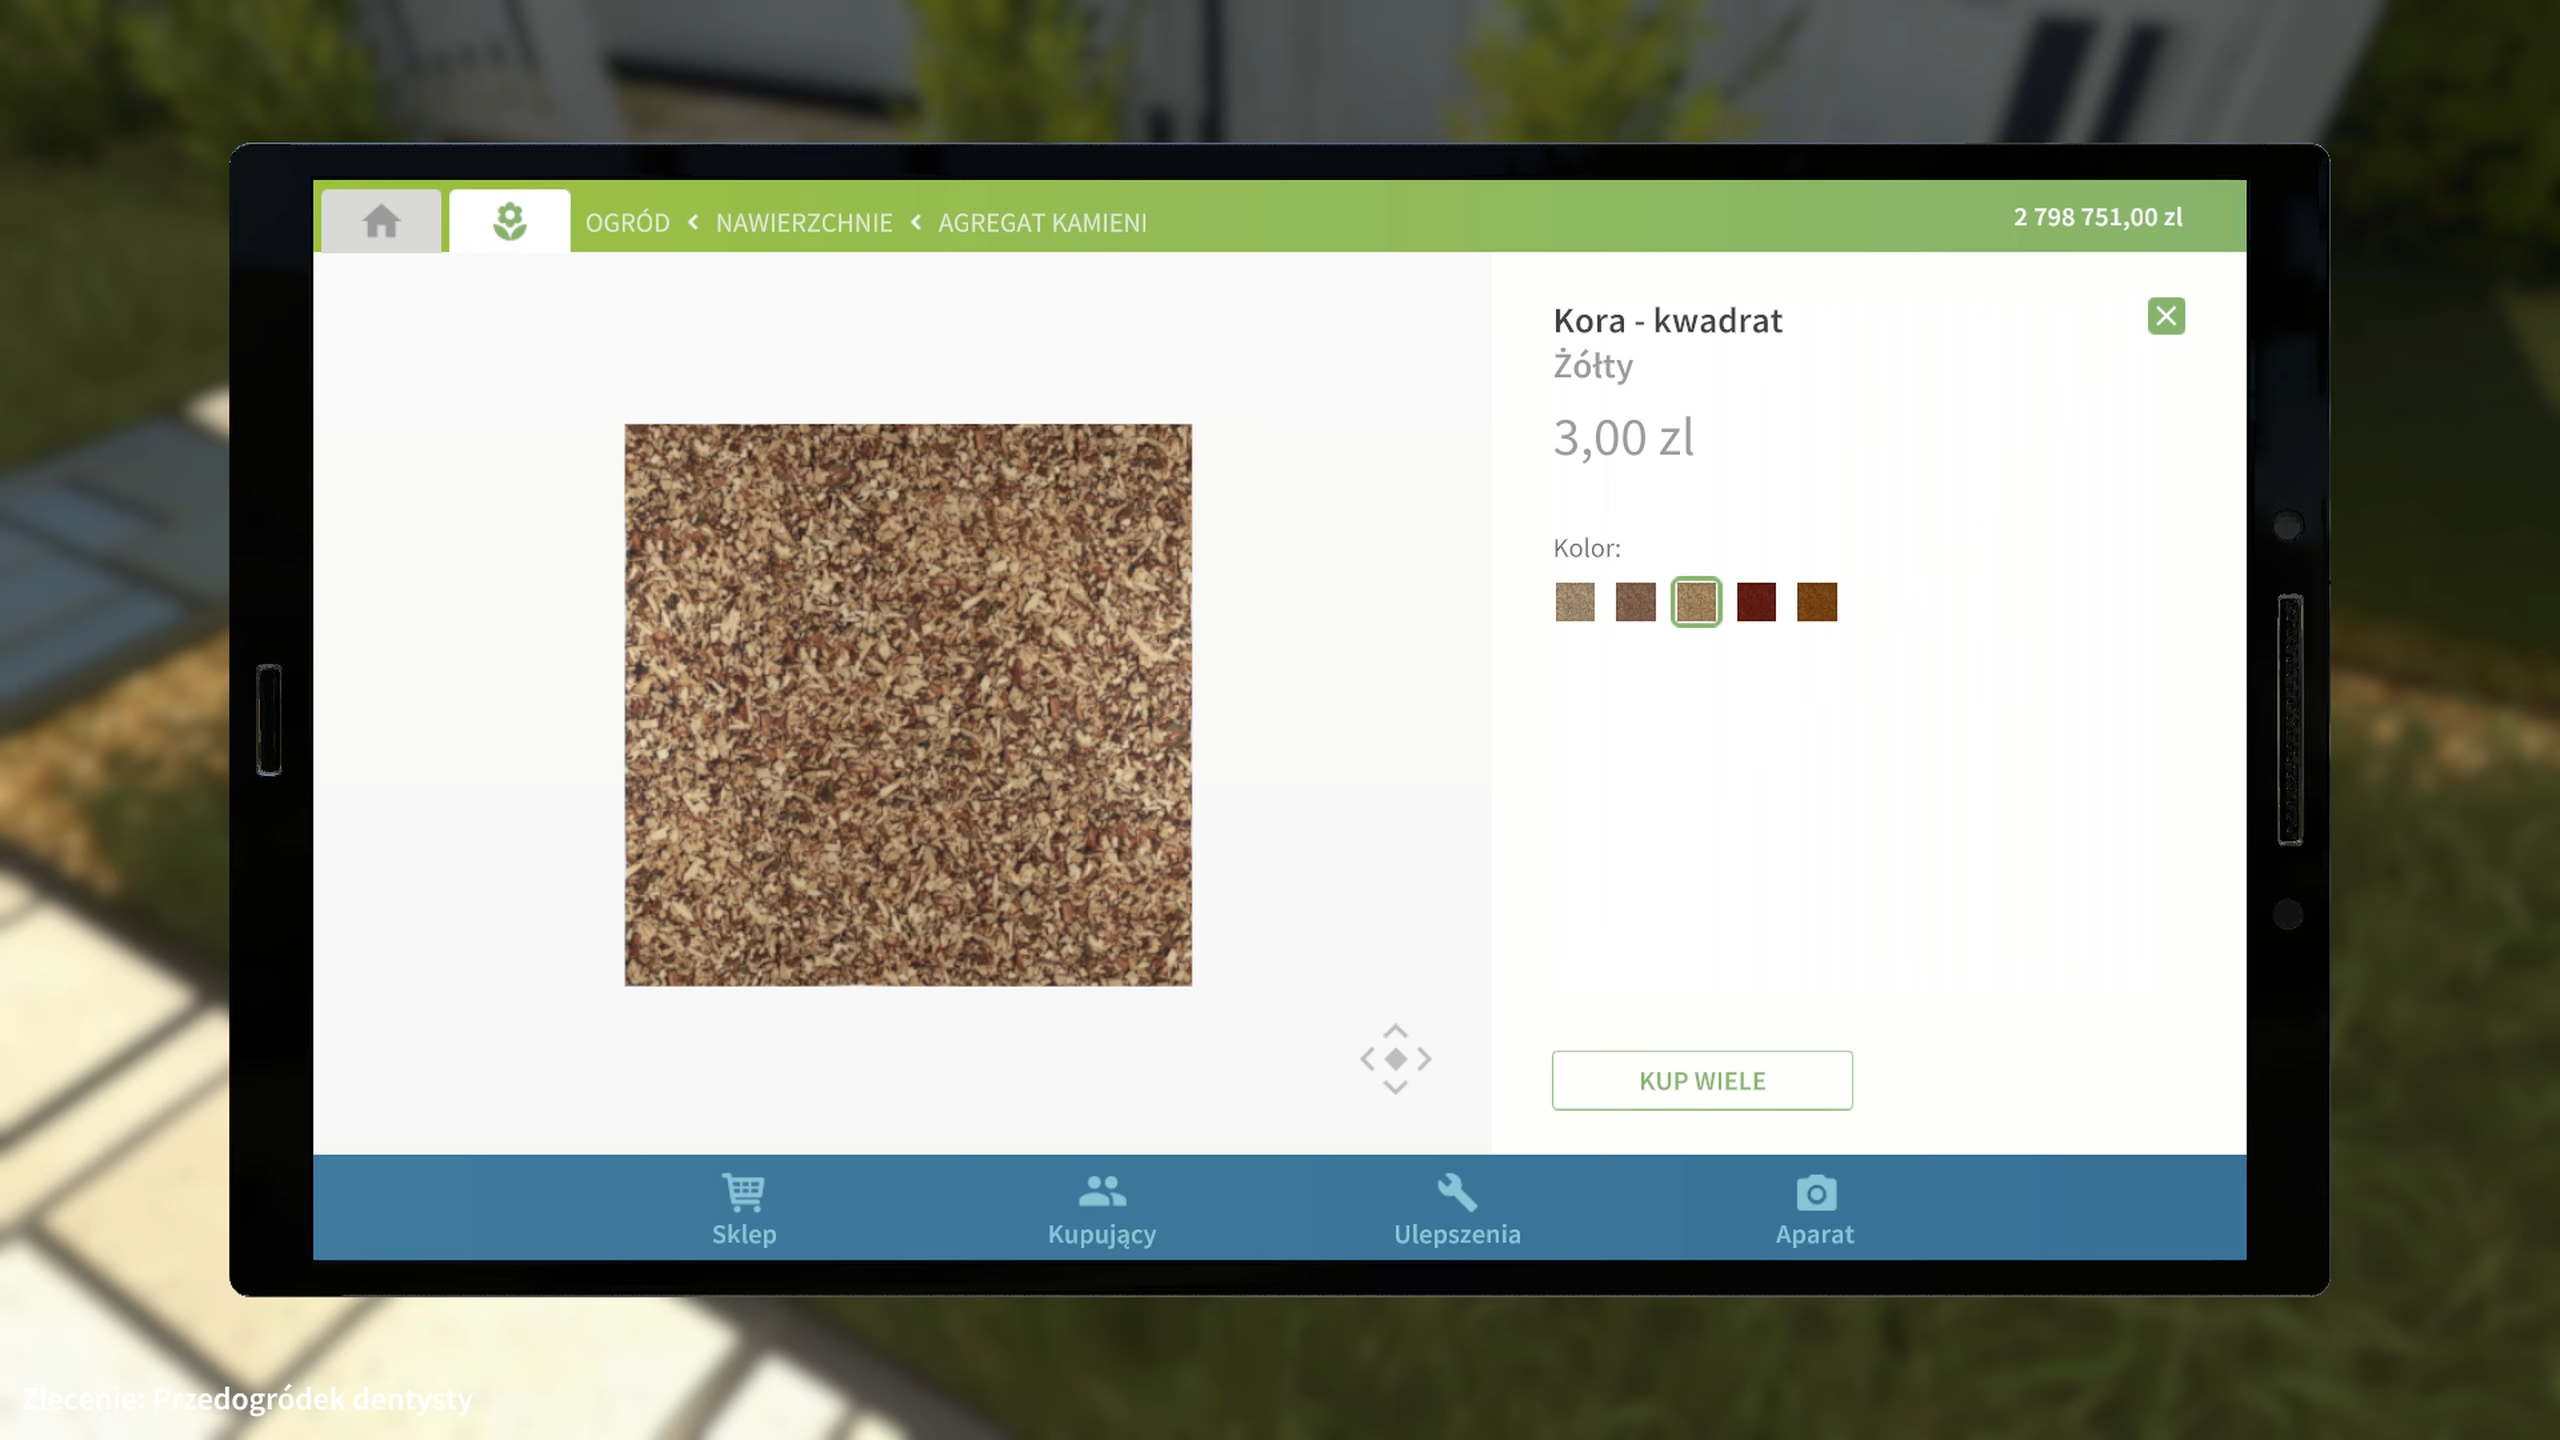 OGRÓD < NAWIERZCHNIE < AGREGAT KAMIENI
2 798 751,00 zl
Kora - kwadrat
Żółty
3,00 zl
Kolor:
KUP WIELE
Sklep
Kupujący
Ulepszenia
Aparat
Zlecenie: Przedogródek dentysty